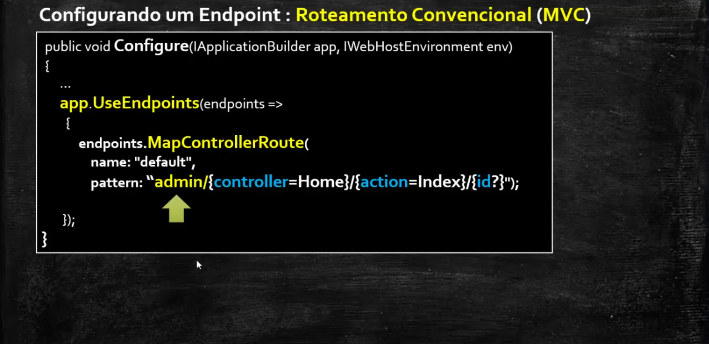 Configurando um Endpoint : Roteamento Convencional (MVC)
public void Configure(IApplicationBuilder app, IWebHostEnvironment env)
{
...
app.UseEndpoints(endpoints =>
{
endpoints.MapControllerRoute(
name: "default",
pattern: “admin/{controller=Home}/{action=Index}/{id?}");
});
}